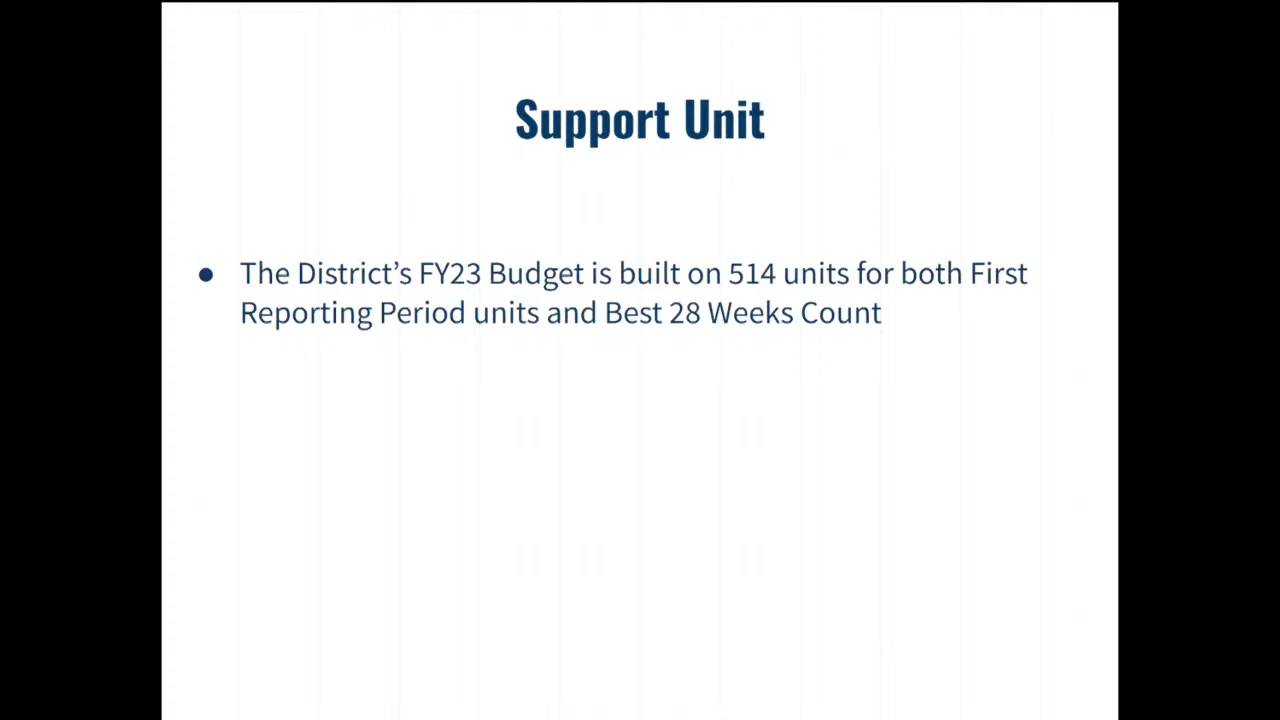 Support Unit
● The District’s FY23 Budget is built on 514 units for both First
Reporting Period units and Best 28 Weeks Count